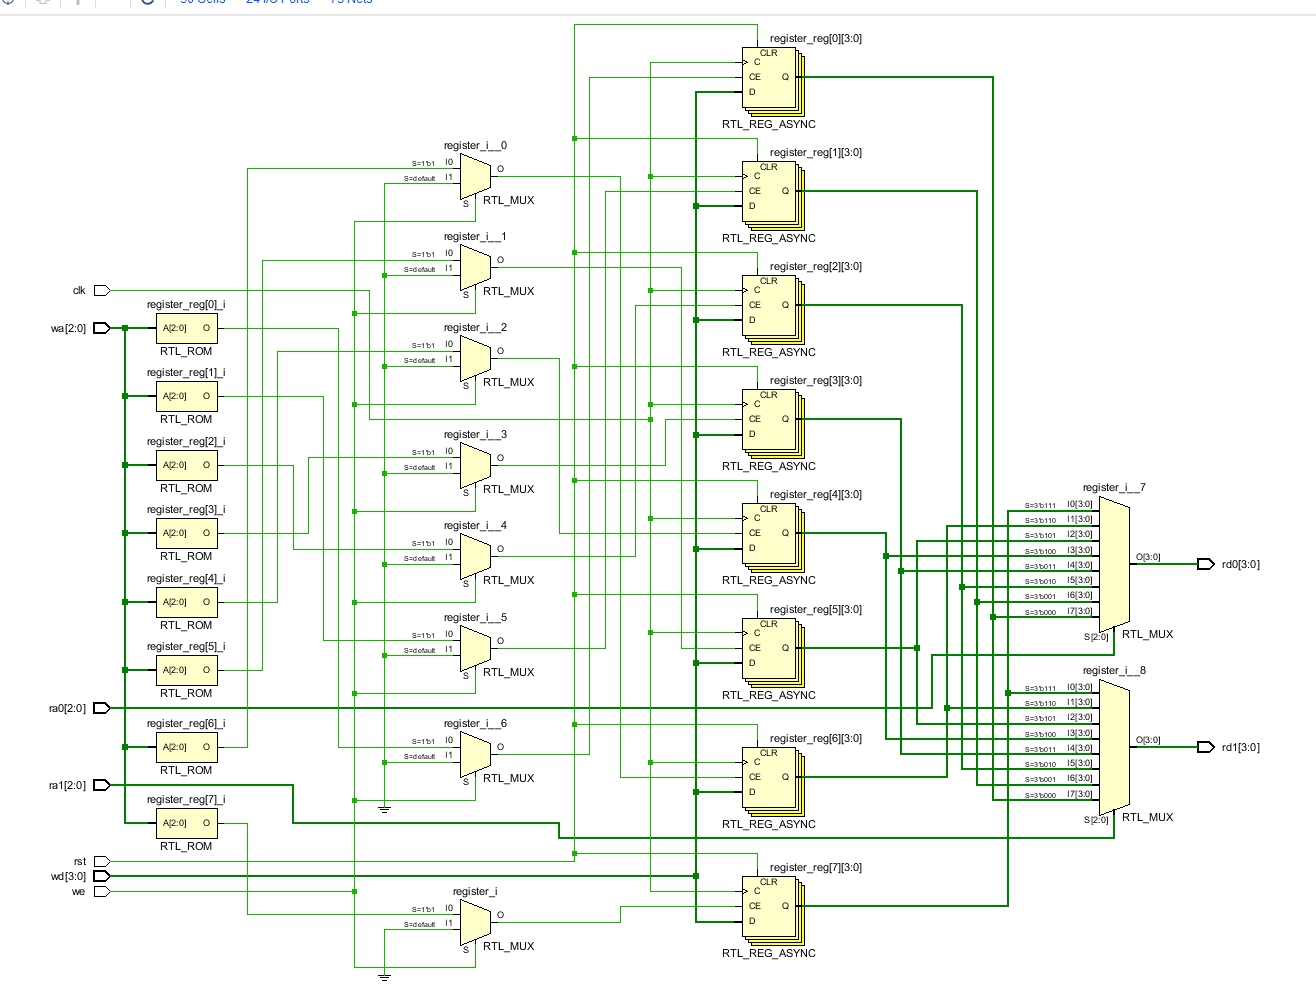 register_reg[0][3:0]
CLR
C
CE Q
D
RTL_REG_ASYNC
register_i__0
S=1'b1 I0
S=default I1
O
S
RTL_MUX
register_reg[1][3:0]
CLR
C
CE Q
D
RTL_REG_ASYNC
register_i__1
S=1'b1 I0
S=default I1
O
S
RTL_MUX
register_reg[2][3:0]
CLR
C
CE Q
D
RTL_REG_ASYNC
clk
wa[2:0]
register_reg[0]_i
A[2:0] O
RTL_ROM
register_i__2
S=1'b1 I0
S=default I1
O
S
RTL_MUX
register_reg[1]_i
A[2:0] O
RTL_ROM
register_reg[3][3:0]
CLR
C
CE Q
D
RTL_REG_ASYNC
register_reg[2]_i
A[2:0] O
RTL_ROM
register_i__3
S=1'b1 I0
S=default I1
O
S
RTL_MUX
register_reg[3]_i
A[2:0] O
RTL_ROM
register_reg[4][3:0]
CLR
C
CE Q
D
RTL_REG_ASYNC
register_i__4
S=1'b1 I0
S=default I1
O
S
RTL_MUX
register_i__7
S=3'b111 I0[3:0]
S=3'b110 I1[3:0]
S=3'b101 I2[3:0]
S=3'b100 I3[3:0]
S=3'b011 I4[3:0]
S=3'b010 I5[3:0]
S=3'b001 I6[3:0]
S=3'b000 I7[3:0]
O[3:0]
S[2:0]
RTL_MUX
rd0[3:0]
register_reg[4]_i
A[2:0] O
RTL_ROM
register_i__5
S=1'b1 I0
S=default I1
O
S
RTL_MUX
register_reg[5][3:0]
CLR
C
CE Q
D
RTL_REG_ASYNC
register_reg[5]_i
A[2:0] O
RTL_ROM
ra0[2:0]
register_i__8
S=3'b111 I0[3:0]
S=3'b110 I1[3:0]
S=3'b101 I2[3:0]
S=3'b100 I3[3:0]
S=3'b011 I4[3:0]
S=3'b010 I5[3:0]
S=3'b001 I6[3:0]
S=3'b000 I7[3:0]
O[3:0]
S[2:0]
RTL_MUX
rd1[3:0]
register_reg[6]_i
A[2:0] O
RTL_ROM
register_i__6
S=1'b1 I0
S=default I1
O
S
RTL_MUX
register_reg[6][3:0]
CLR
C
CE Q
D
RTL_REG_ASYNC
ra1[2:0]
register_reg[7]_i
A[2:0] O
RTL_ROM
rst
wd[3:0]
we
register_i
S=1'b1 I0
S=default I1
O
S
RTL_MUX
register_reg[7][3:0]
CLR
C
CE Q
D
RTL_REG_ASYNC